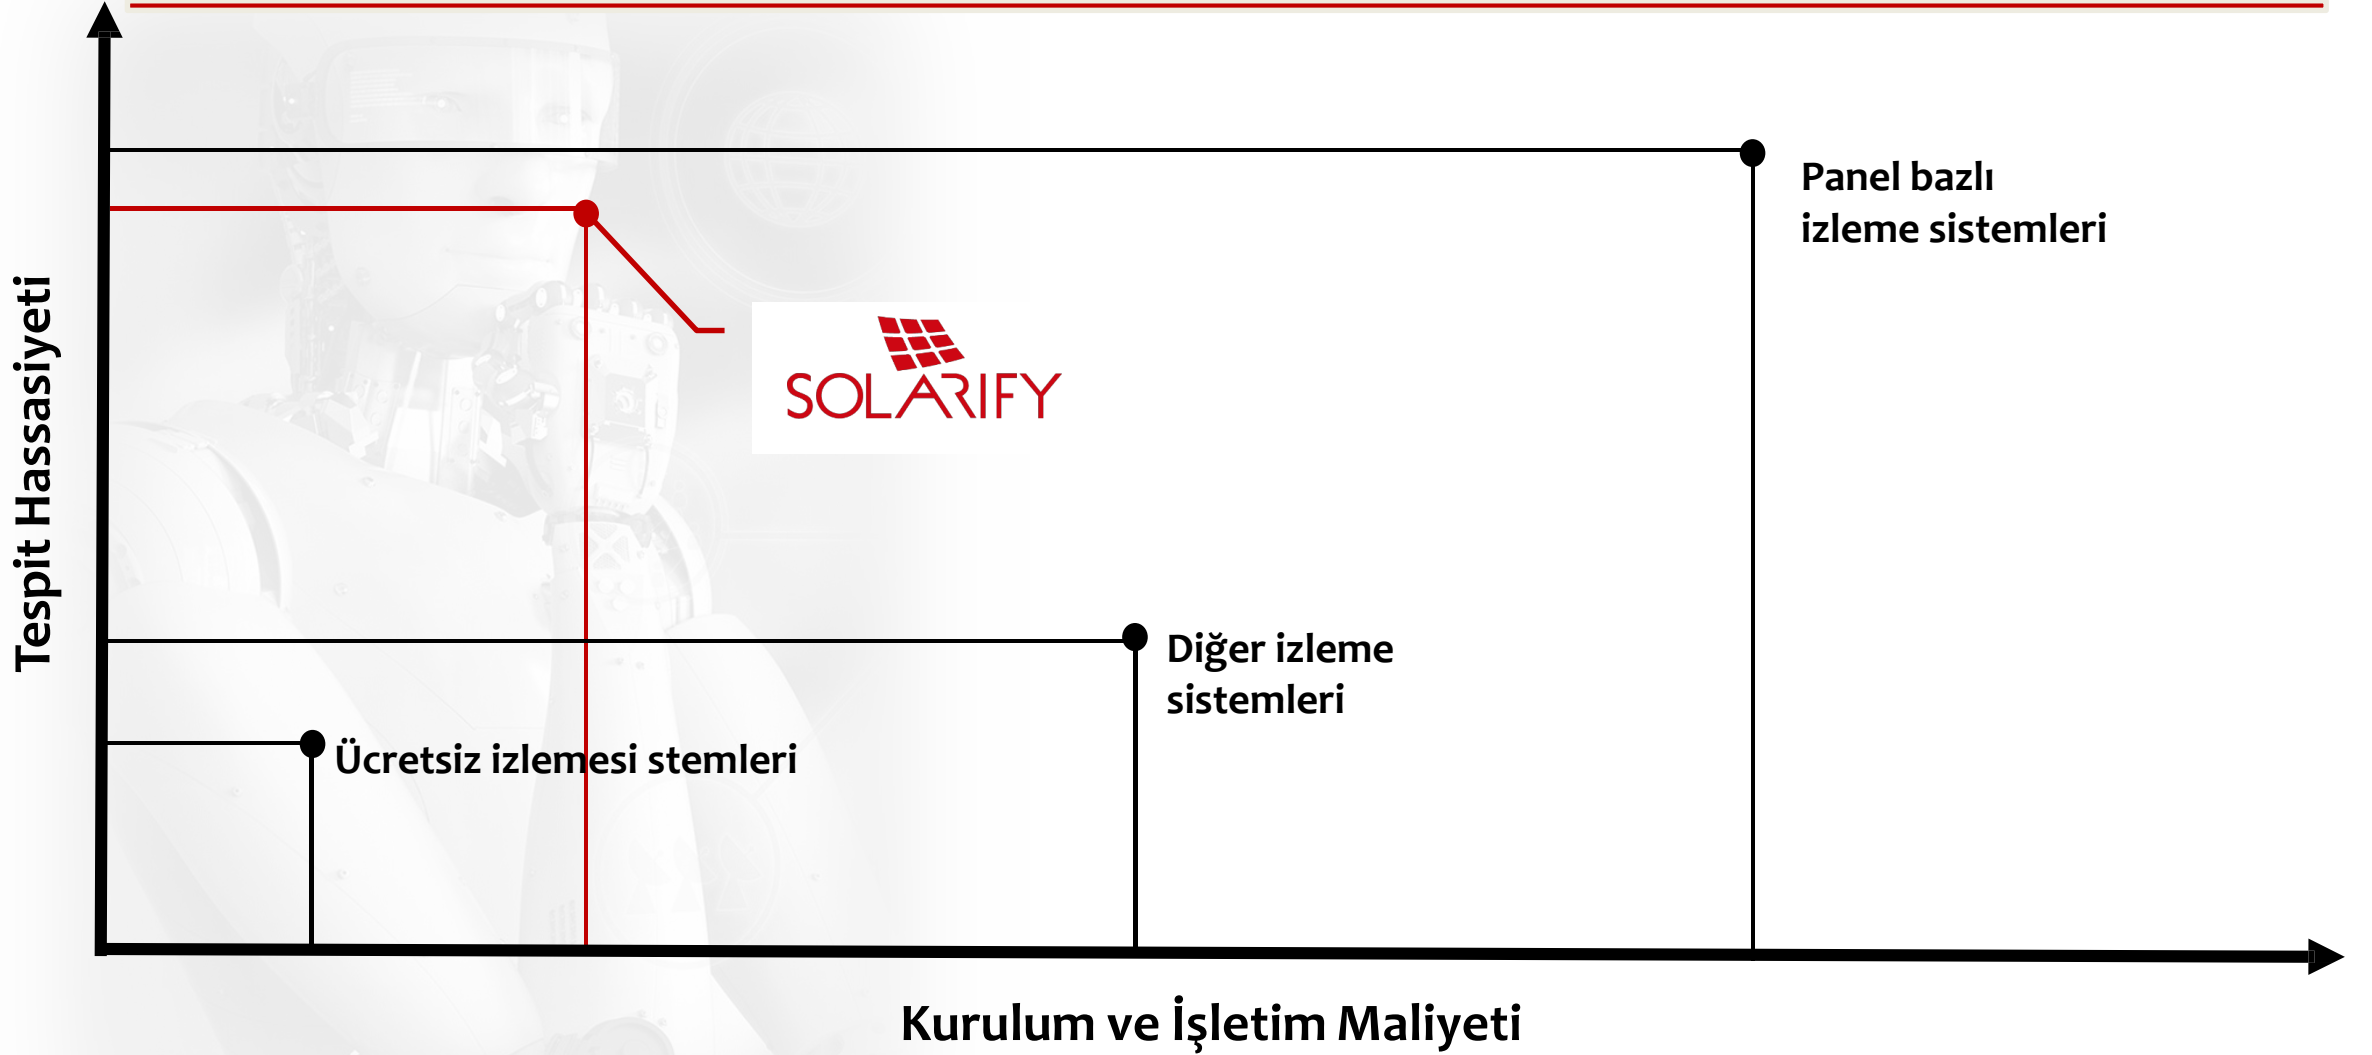 Tespit Hassasiyeti
Panel bazlı
izleme sistemleri
SOLARIFY
Diğer izleme
sistemleri
Ücretsiz izlemesi stemleri
Kurulum ve İşletim Maliyeti